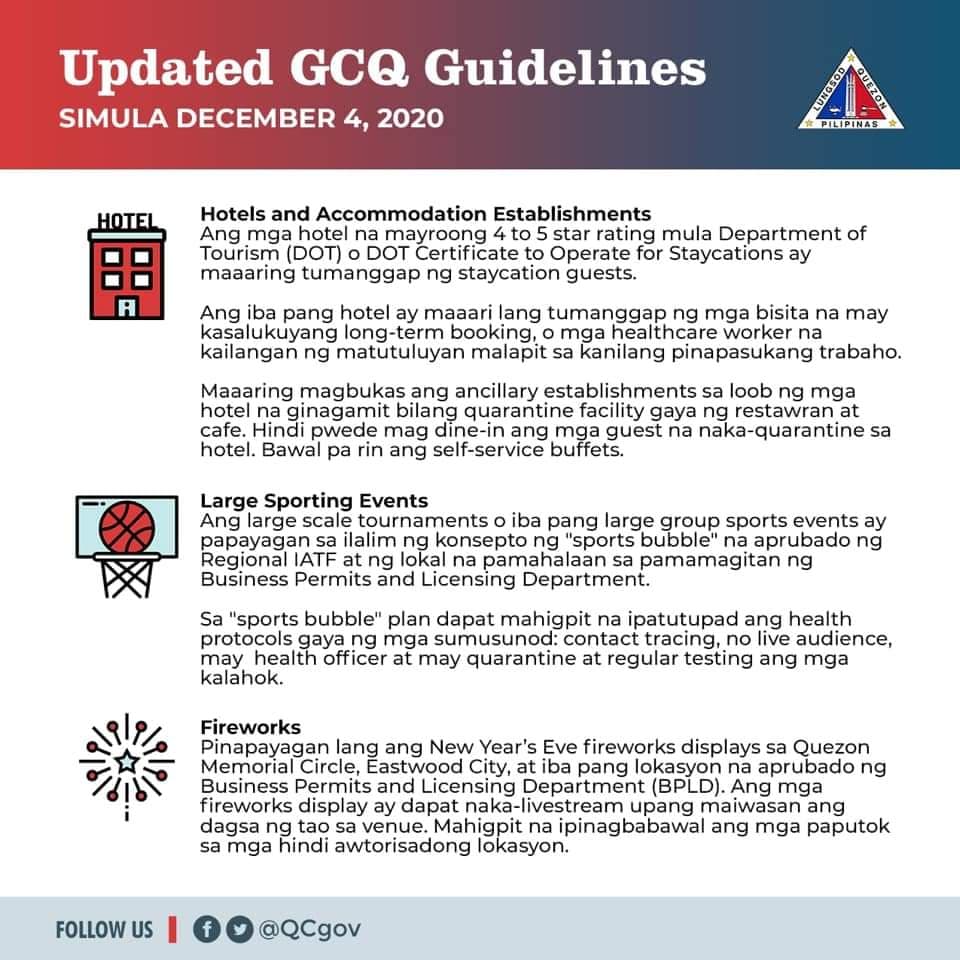 Updated GCQ Guidelines
SIMULA DECEMBER 4, 2020
LUNGSOD QUEZON
PILIPINAS
HOTEL
Hotels and Accommodation Establishments
Ang mga hotel na mayroong 4 to 5 star rating mula Department of
Tourism (DOT) o DOT Certificate to Operate for Staycations ay
maaaring tumanggap ng staycation guests.
Ang iba pang hotel ay maaari lang tumanggap ng mga bisita na may
kasalukuyang long-term booking, o mga healthcare worker na
kailangan ng matutuluyan malapit sa kanilang pinapasukang trabaho.
Maaaring magbukas ang ancillary establishments sa loob ng mga
hotel na ginagamit bilang quarantine facility gaya ng restawran at
cafe. Hindi pwede mag dine-in ang mga guest na naka-quarantine sa
hotel. Bawal pa rin ang self-service buffets.
Large Sporting Events
Ang large scale tournaments o iba pang large group sports events ay
papayagan sa ilalim ng konsepto ng "sports bubble" na aprubado ng
Regional IATF at ng lokal na pamahalaan sa pamamagitan ng
Business Permits and Licensing Department.
Sa "sports bubble" plan dapat mahigpit na ipatutupad ang health
protocols gaya ng mga sumusunod: contact tracing, no live audience,
may health officer at may quarantine at regular testing ang mga
kalahok.
Fireworks
Pinapayagan lang ang New Year’s Eve fireworks displays sa Quezon
Memorial Circle, Eastwood City, at iba pang lokasyon na aprubado ng
Business Permits and Licensing Department (BPLD). Ang mga
fireworks display ay dapat naka-livestream upang maiwasan ang
dagsa ng tao sa venue. Mahigpit na ipinagbabawal ang mga paputok
sa mga hindi awtorisadong lokasyon.
FOLLOW US @QCgov